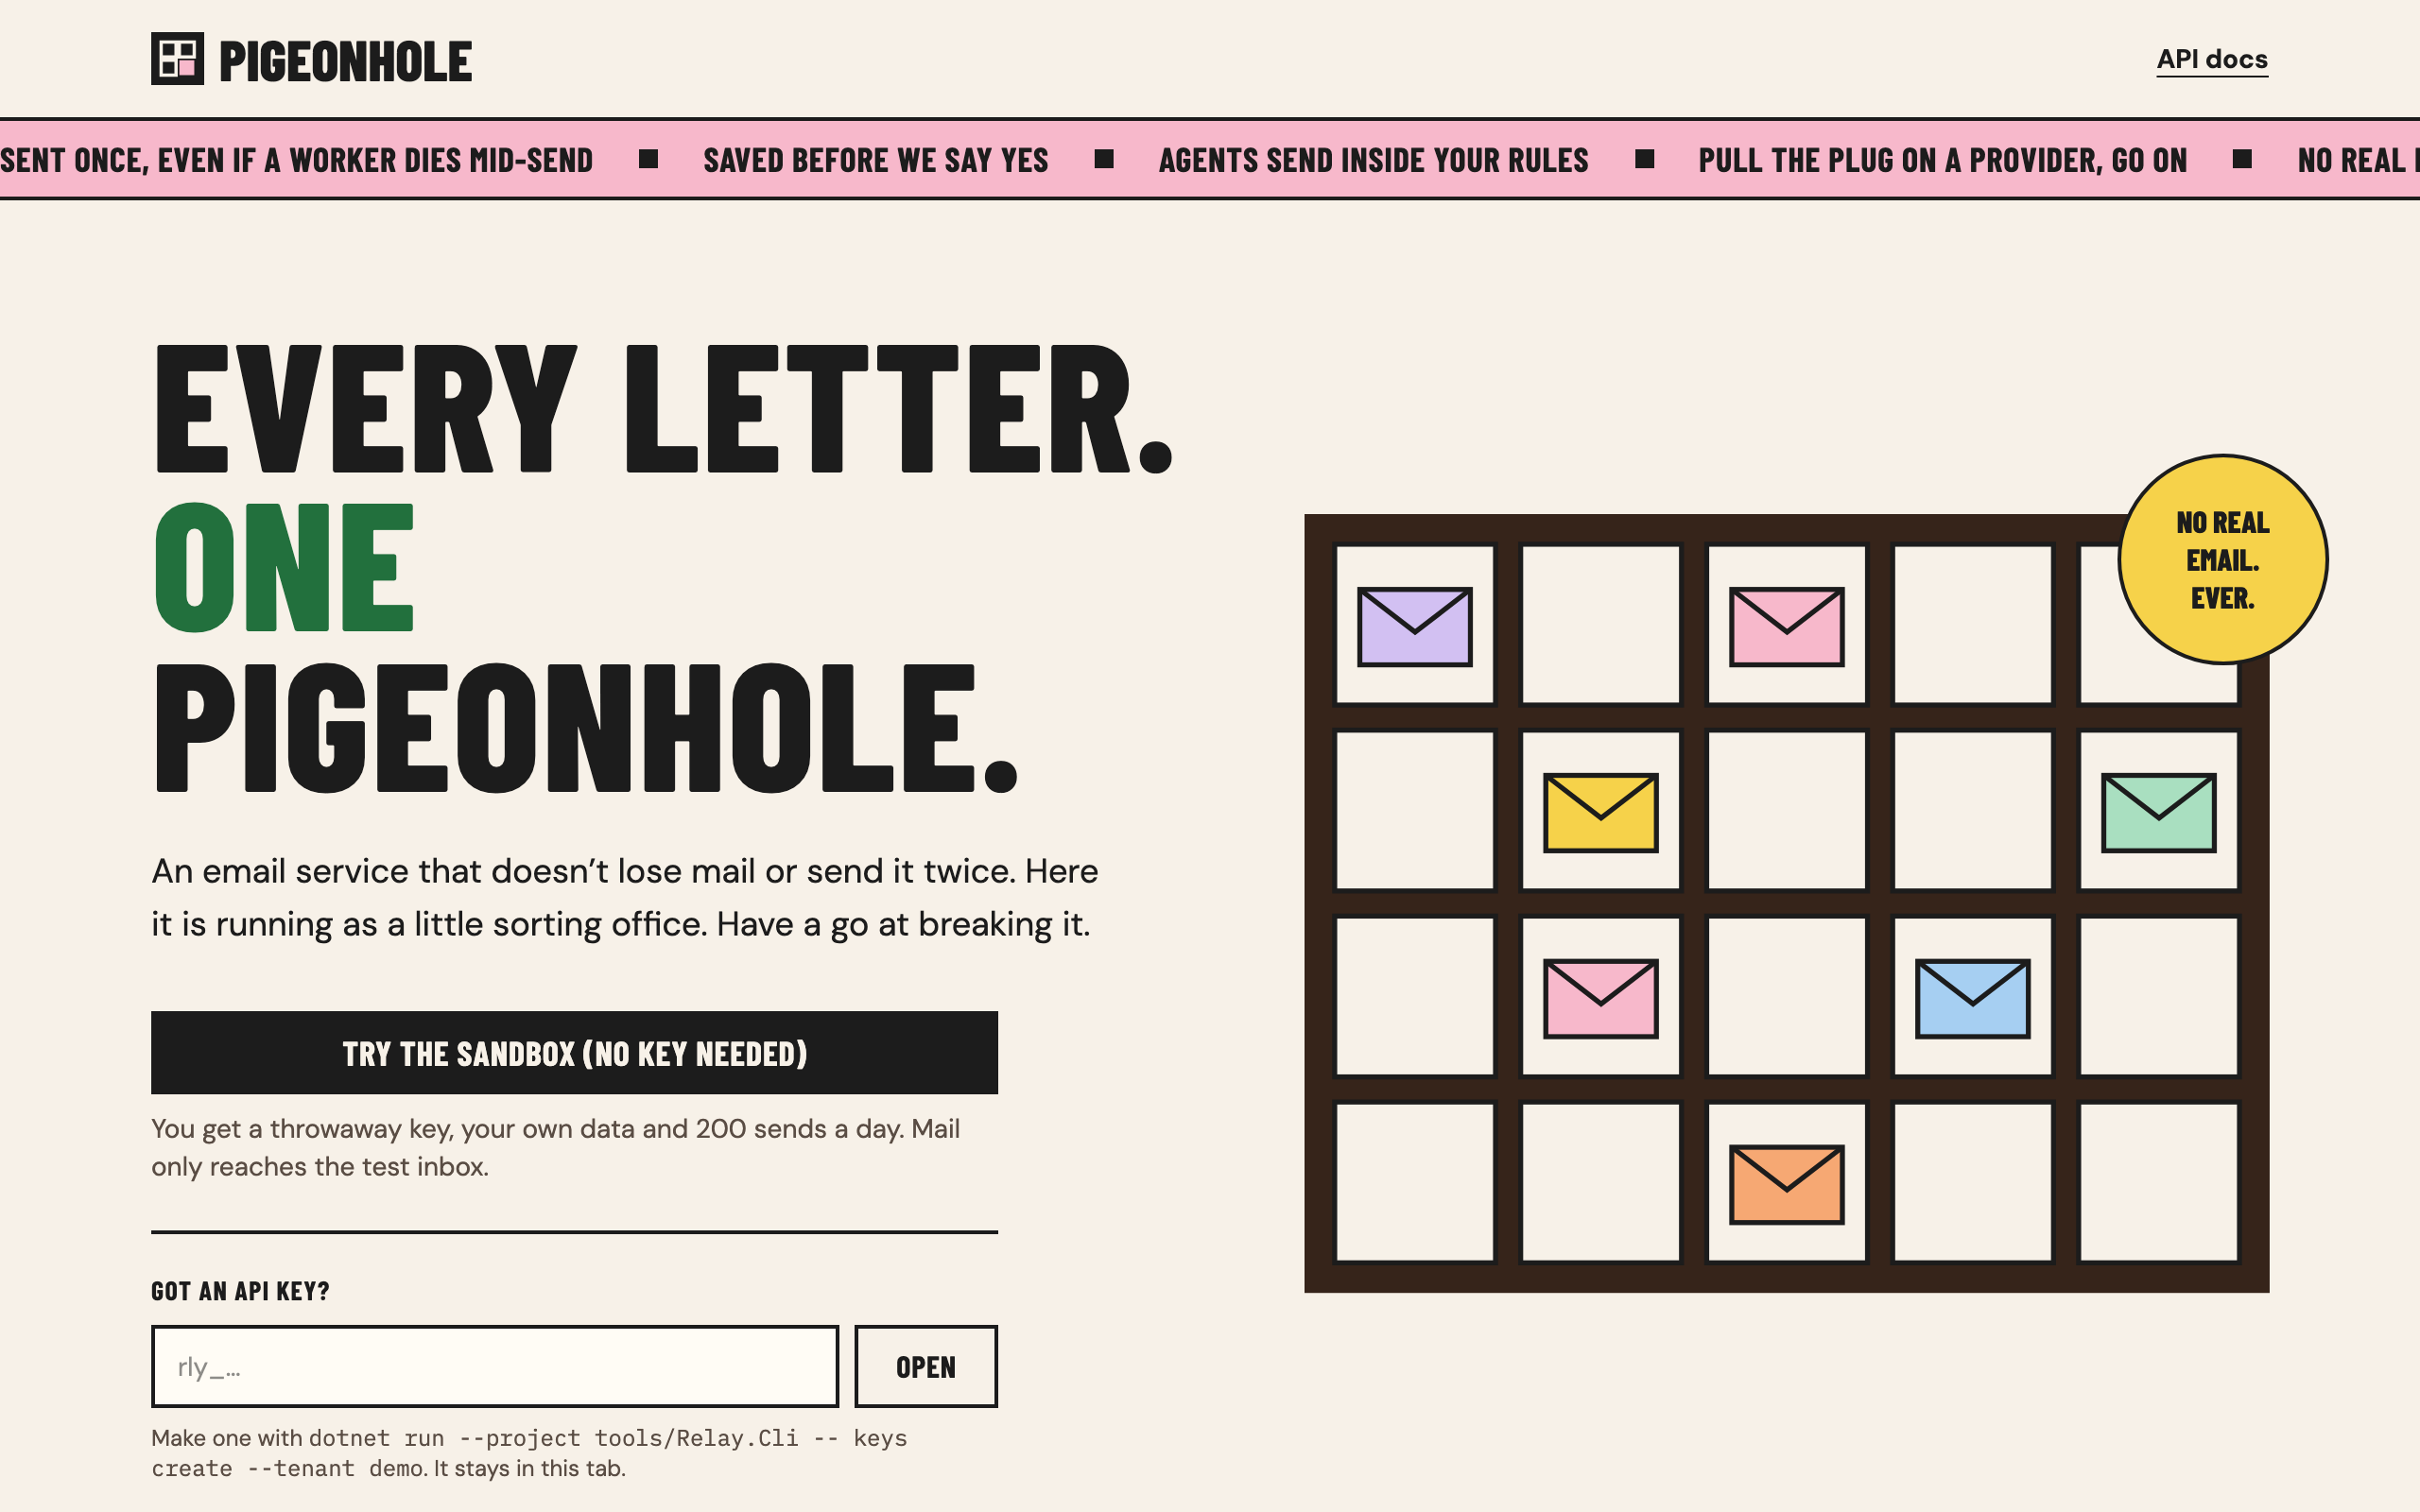 PIGEONHOLE
API docs
SENT ONCE, EVEN IF A WORKER DIES MID-SEND ■ SAVED BEFORE WE SAY YES ■ AGENTS SEND INSIDE YOUR RULES ■ PULL THE PLUG ON A PROVIDER, GO ON ■ NO REAL
EVERY LETTER.
ONE
PIGEONHOLE.
NO REAL
EMAIL.
EVER.
An email service that doesn’t lose mail or send it twice. Here
it is running as a little sorting office. Have a go at breaking it.
TRY THE SANDBOX (NO KEY NEEDED)
You get a throwaway key, your own data and 200 sends a day. Mail
only reaches the test inbox.
GOT AN API KEY?
rly_…
OPEN
Make one with dotnet run --project tools/Relay.Cli -- keys
create --tenant demo. It stays in this tab.